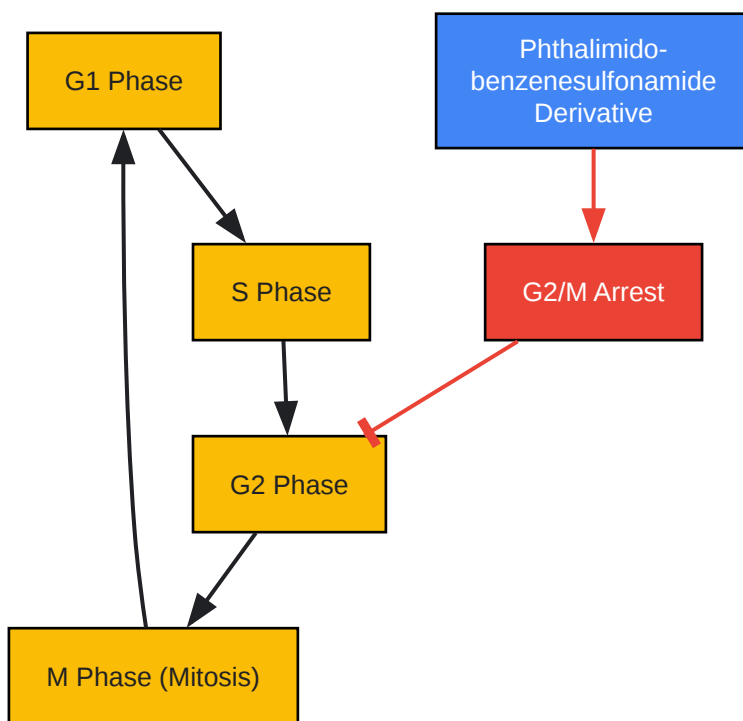 G1 Phase
Phthalimido-
benzenesulfonamide
Derivative
S Phase
G2/M Arrest
G2 Phase
M Phase (Mitosis)